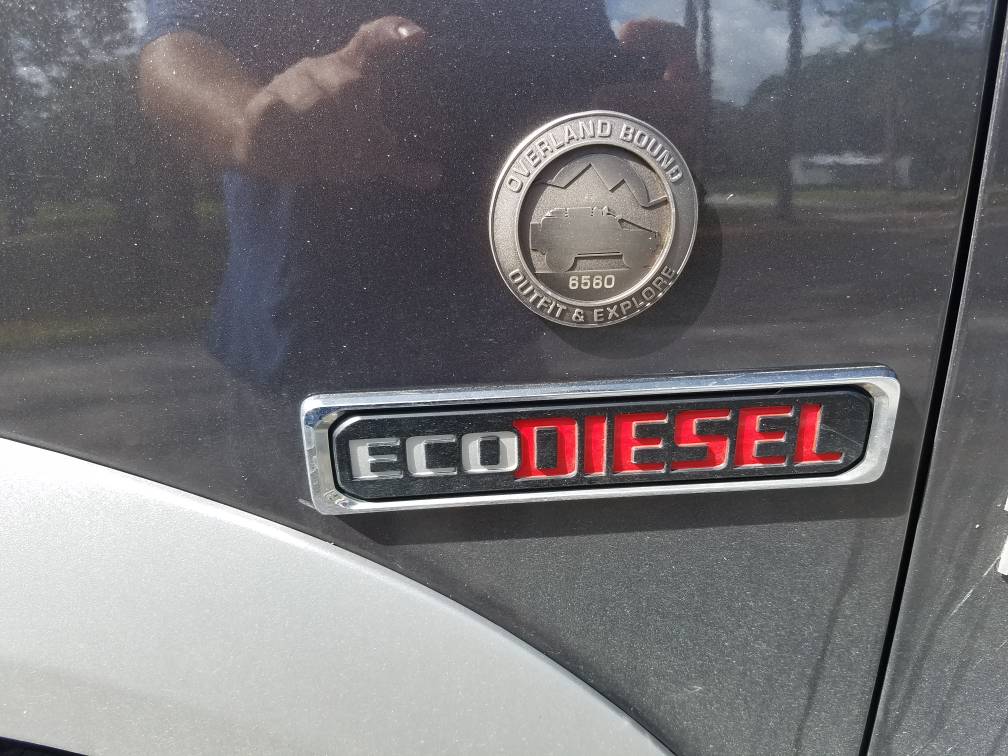 OVERLAND BOUND
6560
OUTFIT & EXPLORE
ECODIESEL